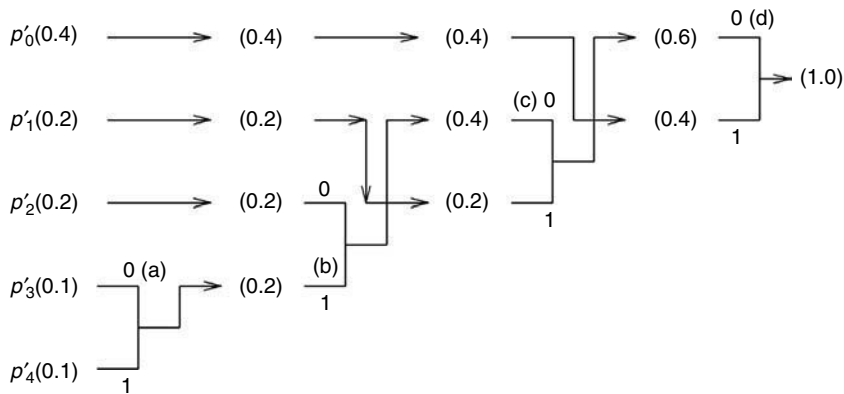 p′0(0.4) (0.4) (0.4) (0.6) 0 (d)
(1.0)
p′1(0.2) (0.2) (0.4) (c) 0 (0.4) 1
p′2(0.2) (0.2) 0 (0.2) 1
p′3(0.1) 0 (a) (0.2) (b) 1
p′4(0.1) 1